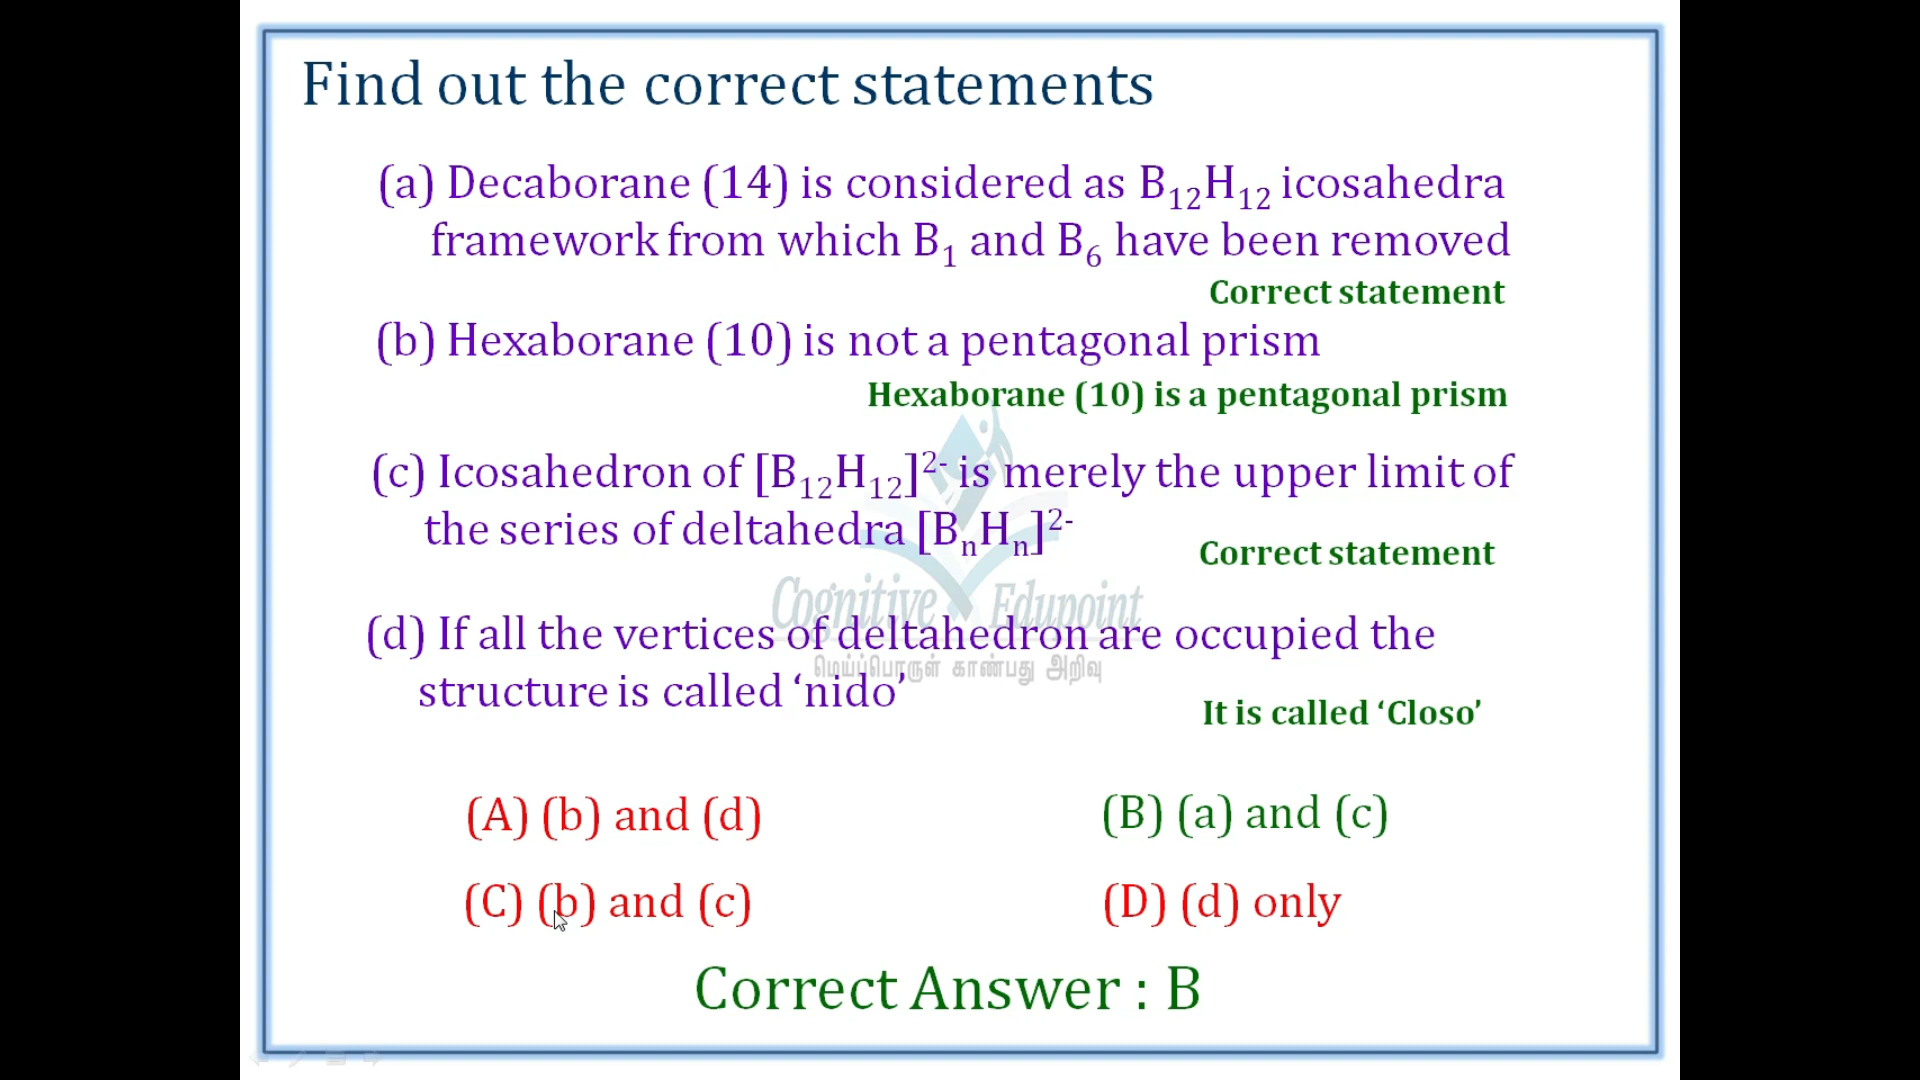 Find out the correct statements
(a) Decaborane (14) is considered as B₁₂H₁₂ icosahedra
framework from which B₁ and B₆ have been removed
Correct statement
(b) Hexaborane (10) is not a pentagonal prism
Hexaborane (10) is a pentagonal prism
(c) Icosahedron of [B₁₂H₁₂]²⁻ is merely the upper limit of
the series of deltahedra [BₙHₙ]²⁻
Correct statement
Cognitive Edupoint
(d) If all the vertices of deltahedron are occupied the
மெய்ப்பொருள் காண்பது அறிவு
structure is called ‘nido’
It is called ‘Closo’
(A) (b) and (d)
(B) (a) and (c)
(C) (b) and (c)
(D) (d) only
Correct Answer : B